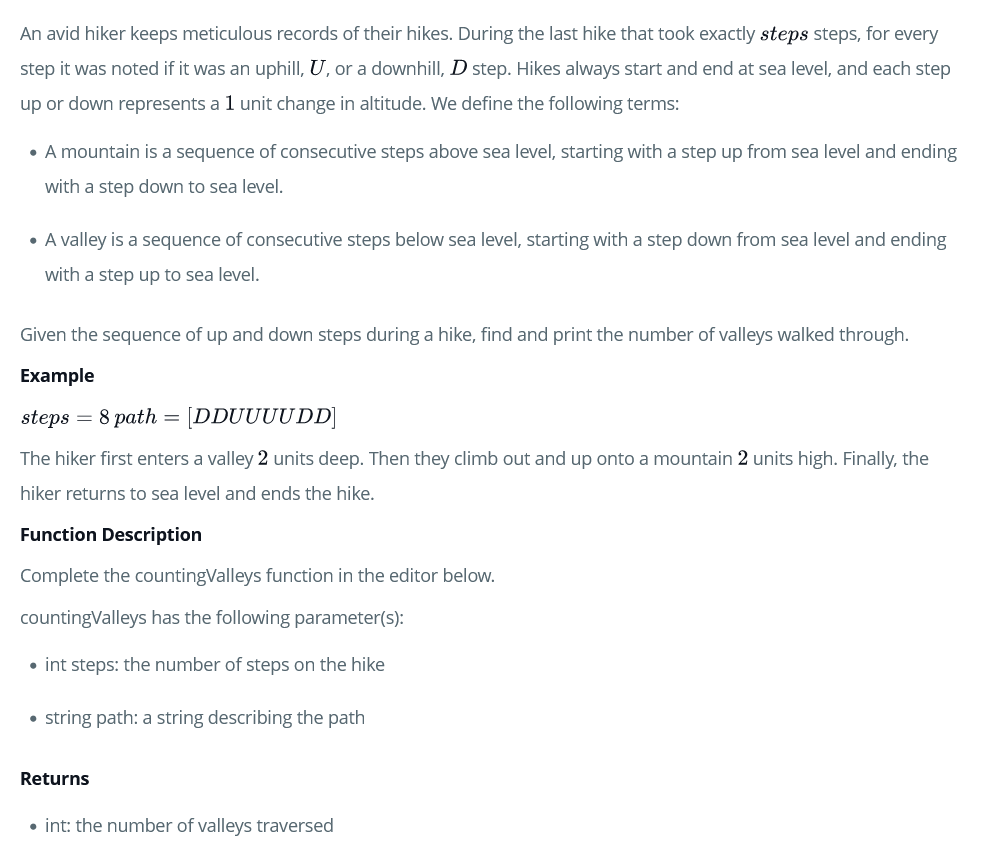 An avid hiker keeps meticulous records of their hikes. During the last hike that took exactly steps steps, for every
step it was noted if it was an uphill, U, or a downhill, D step. Hikes always start and end at sea level, and each step
up or down represents a 1 unit change in altitude. We define the following terms:
• A mountain is a sequence of consecutive steps above sea level, starting with a step up from sea level and ending
with a step down to sea level.
• A valley is a sequence of consecutive steps below sea level, starting with a step down from sea level and ending
with a step up to sea level.
Given the sequence of up and down steps during a hike, find and print the number of valleys walked through.
Example
steps = 8 path = [DDUUUUDD]
The hiker first enters a valley 2 units deep. Then they climb out and up onto a mountain 2 units high. Finally, the
hiker returns to sea level and ends the hike.
Function Description
Complete the countingValleys function in the editor below.
countingValleys has the following parameter(s):
• int steps: the number of steps on the hike
• string path: a string describing the path
Returns
• int: the number of valleys traversed